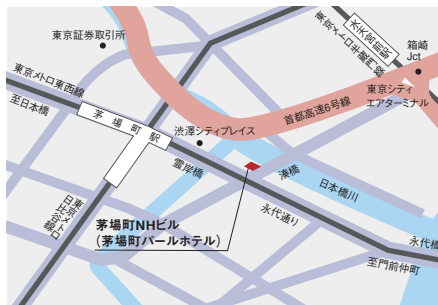 東京証券取引所
水天宮前駅
東京メトロ半蔵門線
箱崎
Jct
東京メトロ東西線
至日本橋
茅場町駅
渋澤シティプレイス
首都高速6号線
東京シティ
エアターミナル
霊岸橋
湊橋
日本橋川
茅場町NHビル
(茅場町パールホテル)
永代通り
永代橋
東京メトロ
日比谷線
至門前仲町